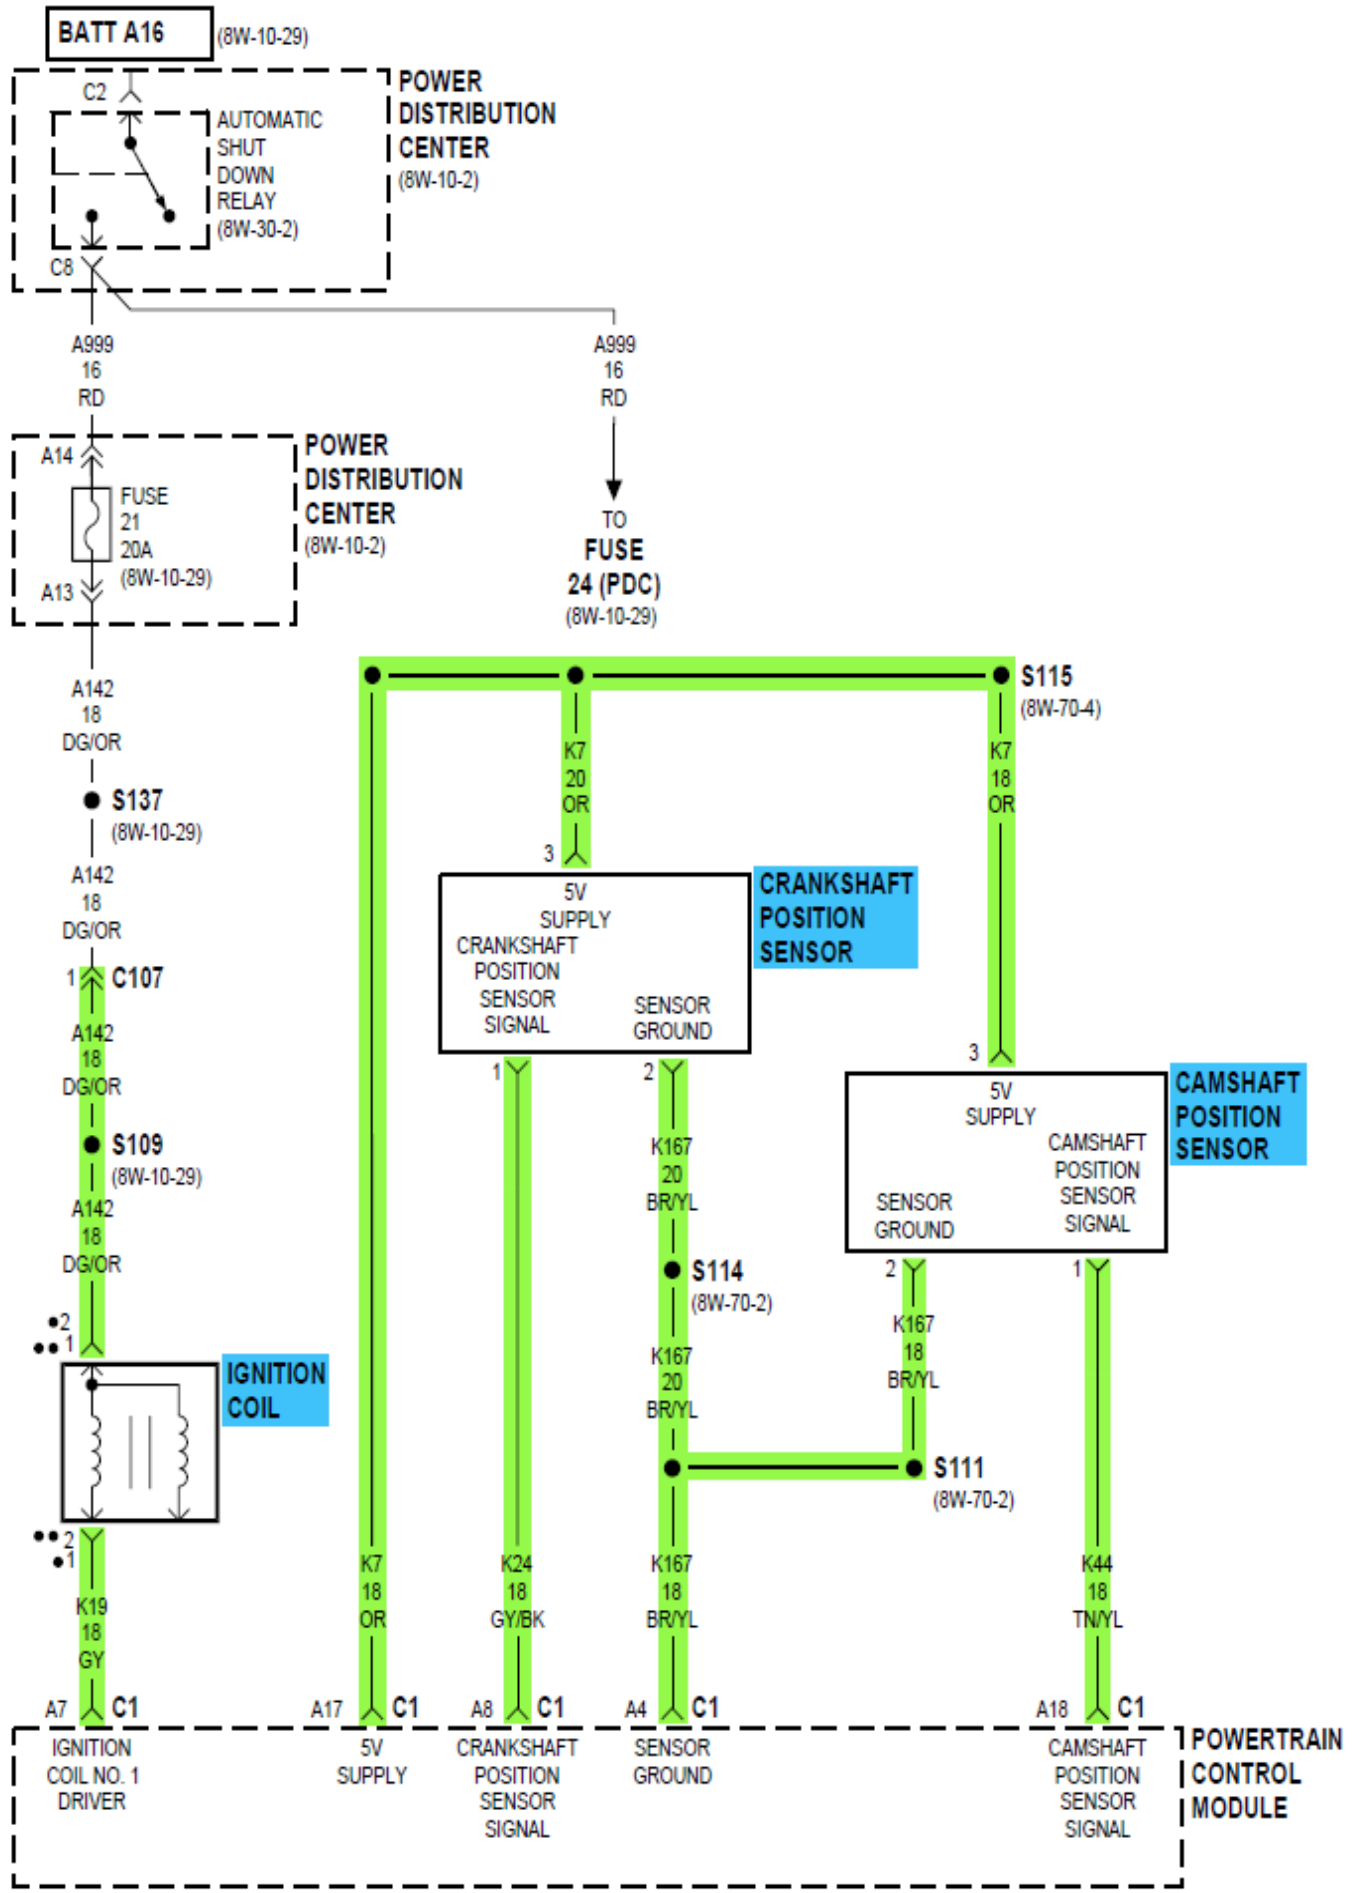 BATT A16
(8W-10-29)
C2
POWER
DISTRIBUTION
CENTER
(8W-10-2)
AUTOMATIC
SHUT
DOWN
RELAY
(8W-30-2)
C8
A999
16
RD
A999
16
RD
A14
POWER
DISTRIBUTION
CENTER
(8W-10-2)
FUSE
21
20A
(8W-10-29)
A13
TO
FUSE
24 (PDC)
(8W-10-29)
A142
18
DG/OR
S115
(8W-70-4)
K7
20
OR
K7
18
OR
S137
(8W-10-29)
A142
18
DG/OR
3
5V
SUPPLY
CRANKSHAFT
POSITION
SENSOR
SIGNAL
SENSOR
GROUND
CRANKSHAFT
POSITION
SENSOR
1
C107
A142
18
DG/OR
1
2
3
5V
SUPPLY
CAMSHAFT
POSITION
SENSOR
SIGNAL
SENSOR
GROUND
CAMSHAFT
POSITION
SENSOR
S109
(8W-10-29)
A142
18
DG/OR
K167
20
BR/YL
S114
(8W-70-2)
2
1
•2
••1
K167
18
BR/YL
K167
20
BR/YL
IGNITION
COIL
S111
(8W-70-2)
••2
•1
K19
18
GY
K7
18
OR
K24
18
GY/BK
K167
18
BR/YL
K44
18
TN/YL
A7 C1
A17 C1
A8 C1
A4 C1
A18 C1
IGNITION
COIL NO. 1
DRIVER
5V
SUPPLY
CRANKSHAFT
POSITION
SENSOR
SIGNAL
SENSOR
GROUND
CAMSHAFT
POSITION
SENSOR
SIGNAL
POWERTRAIN
CONTROL
MODULE